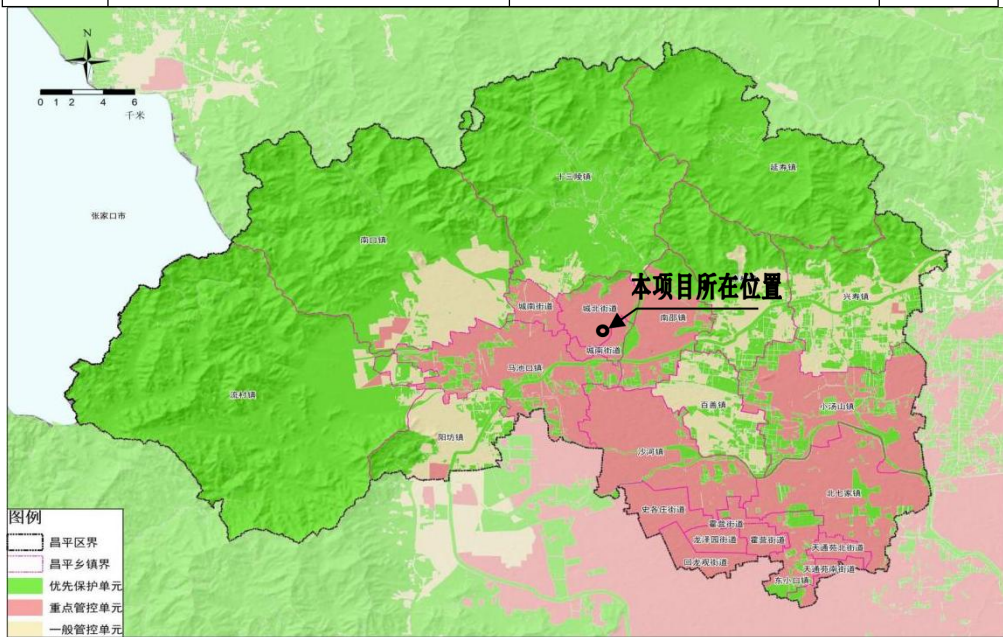 N
0 1 2 4 6
千米
张家口市
延寿镇
十三陵镇
南口镇
本项目所在位置
兴寿镇
城南街道
城北街道
南邵镇
城南街道
马池口镇
流村镇
百善镇
小汤山镇
阳坊镇
沙河镇
北七家镇
史各庄街道
霍营街道
龙泽园街道
霍营街道
天通苑北街道
回龙观街道
天通苑南街道
东小口镇
图例
昌平区界
昌平乡镇界
优先保护单元
重点管控单元
一般管控单元